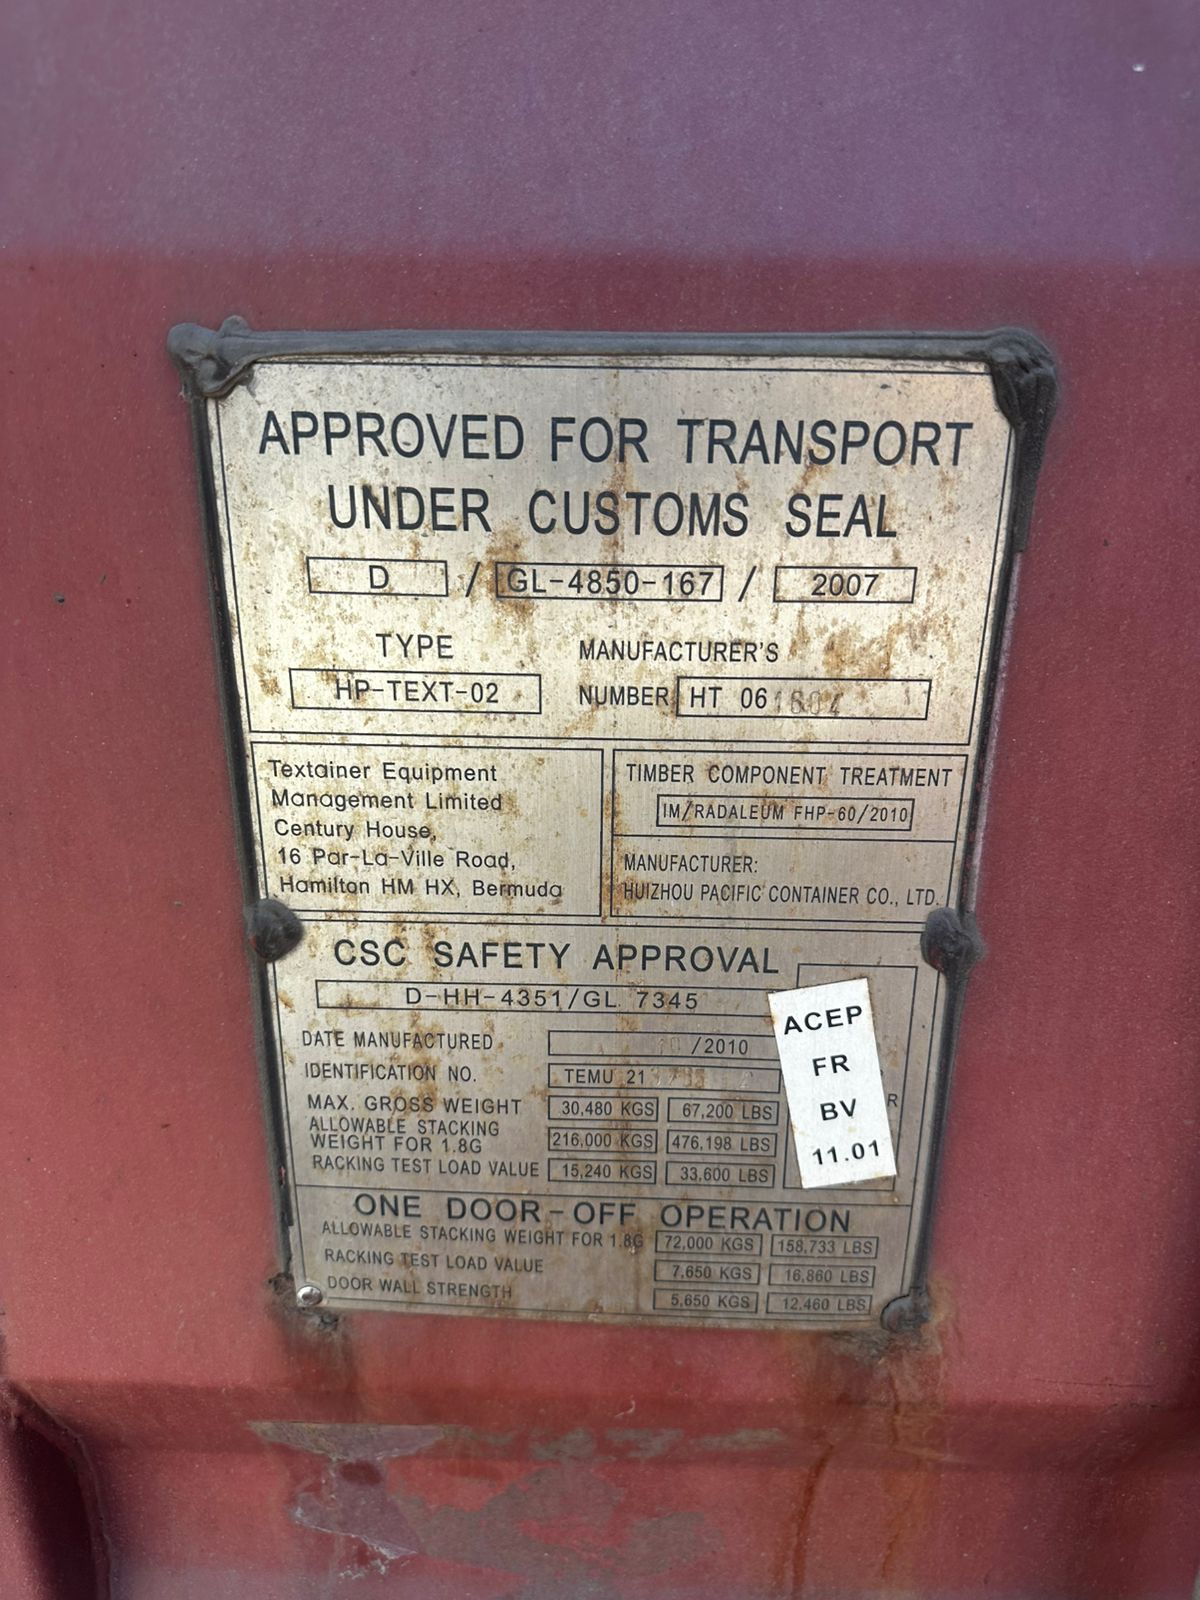 APPROVED FOR TRANSPORT
UNDER CUSTOMS SEAL
D / GL-4850-167 / 2007
TYPE
HP-TEXT-02
MANUFACTURER'S
NUMBER HT 06
Textainer Equipment
Management Limited
Century House,
16 Par-La-Ville Road,
Hamilton HM HX, Bermuda
TIMBER COMPONENT TREATMENT
IM/RADALEUM FHP-60/2010
MANUFACTURER:
HUIZHOU PACIFIC CONTAINER CO., LTD.
CSC SAFETY APPROVAL
D-HH-4351/GL 7345
DATE MANUFACTURED /2010
IDENTIFICATION NO. TEMU 21
MAX. GROSS WEIGHT 30,480 KGS 67,200 LBS
ALLOWABLE STACKING
WEIGHT FOR 1.8G 216,000 KGS 476,198 LBS
RACKING TEST LOAD VALUE 15,240 KGS 33,600 LBS
ACEP
FR
BV
11.01
ONE DOOR-OFF OPERATION
ALLOWABLE STACKING WEIGHT FOR 1.8G 72,000 KGS 158,733 LBS
RACKING TEST LOAD VALUE 7,650 KGS 16,860 LBS
DOOR WALL STRENGTH 5,650 KGS 12,460 LBS